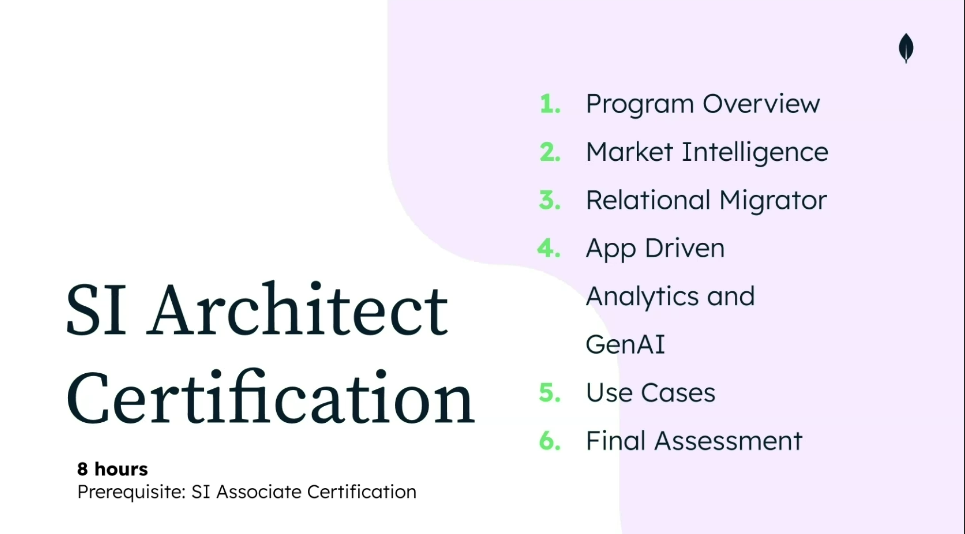 SI Architect
Certification
8 hours
Prerequisite: SI Associate Certification
1. Program Overview
2. Market Intelligence
3. Relational Migrator
4. App Driven
Analytics and
GenAI
5. Use Cases
6. Final Assessment